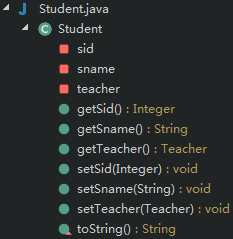 Student.java
Student
sid
sname
teacher
getSid() : Integer
getSname() : String
getTeacher() : Teacher
setSid(Integer) : void
setSname(String) : void
setTeacher(Teacher) : void
toString() : String